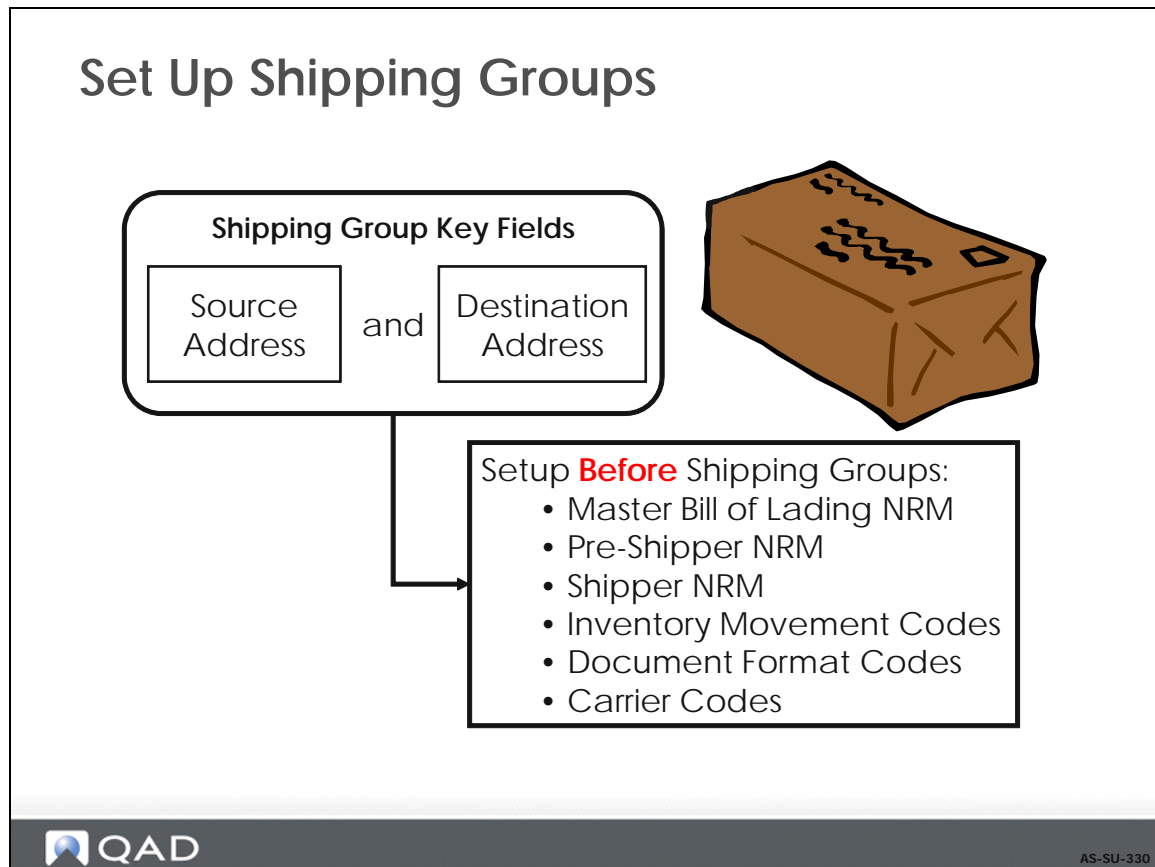 Set Up Shipping Groups
Shipping Group Key Fields
Source
Address
and
Destination
Address
Setup Before Shipping Groups:
• Master Bill of Lading NRM
• Pre-Shipper NRM
• Shipper NRM
• Inventory Movement Codes
• Document Format Codes
• Carrier Codes
QAD
AS-SU-330